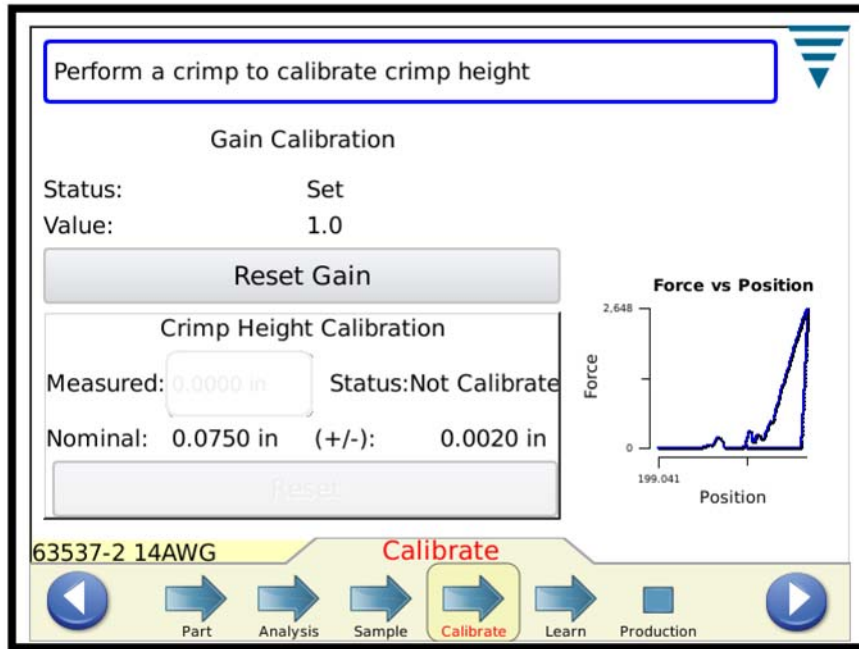 Perform a crimp to calibrate crimp height
Gain Calibration
Status: Set
Value: 1.0
Reset Gain
Crimp Height Calibration
Measured: 0.0000 in Status:Not Calibrate
Nominal: 0.0750 in (+/-): 0.0020 in
Reset
Force vs Position
2,648
Force
0
199.041
Position
63537-2 14AWG
Calibrate
Part Analysis Sample Calibrate Learn Production